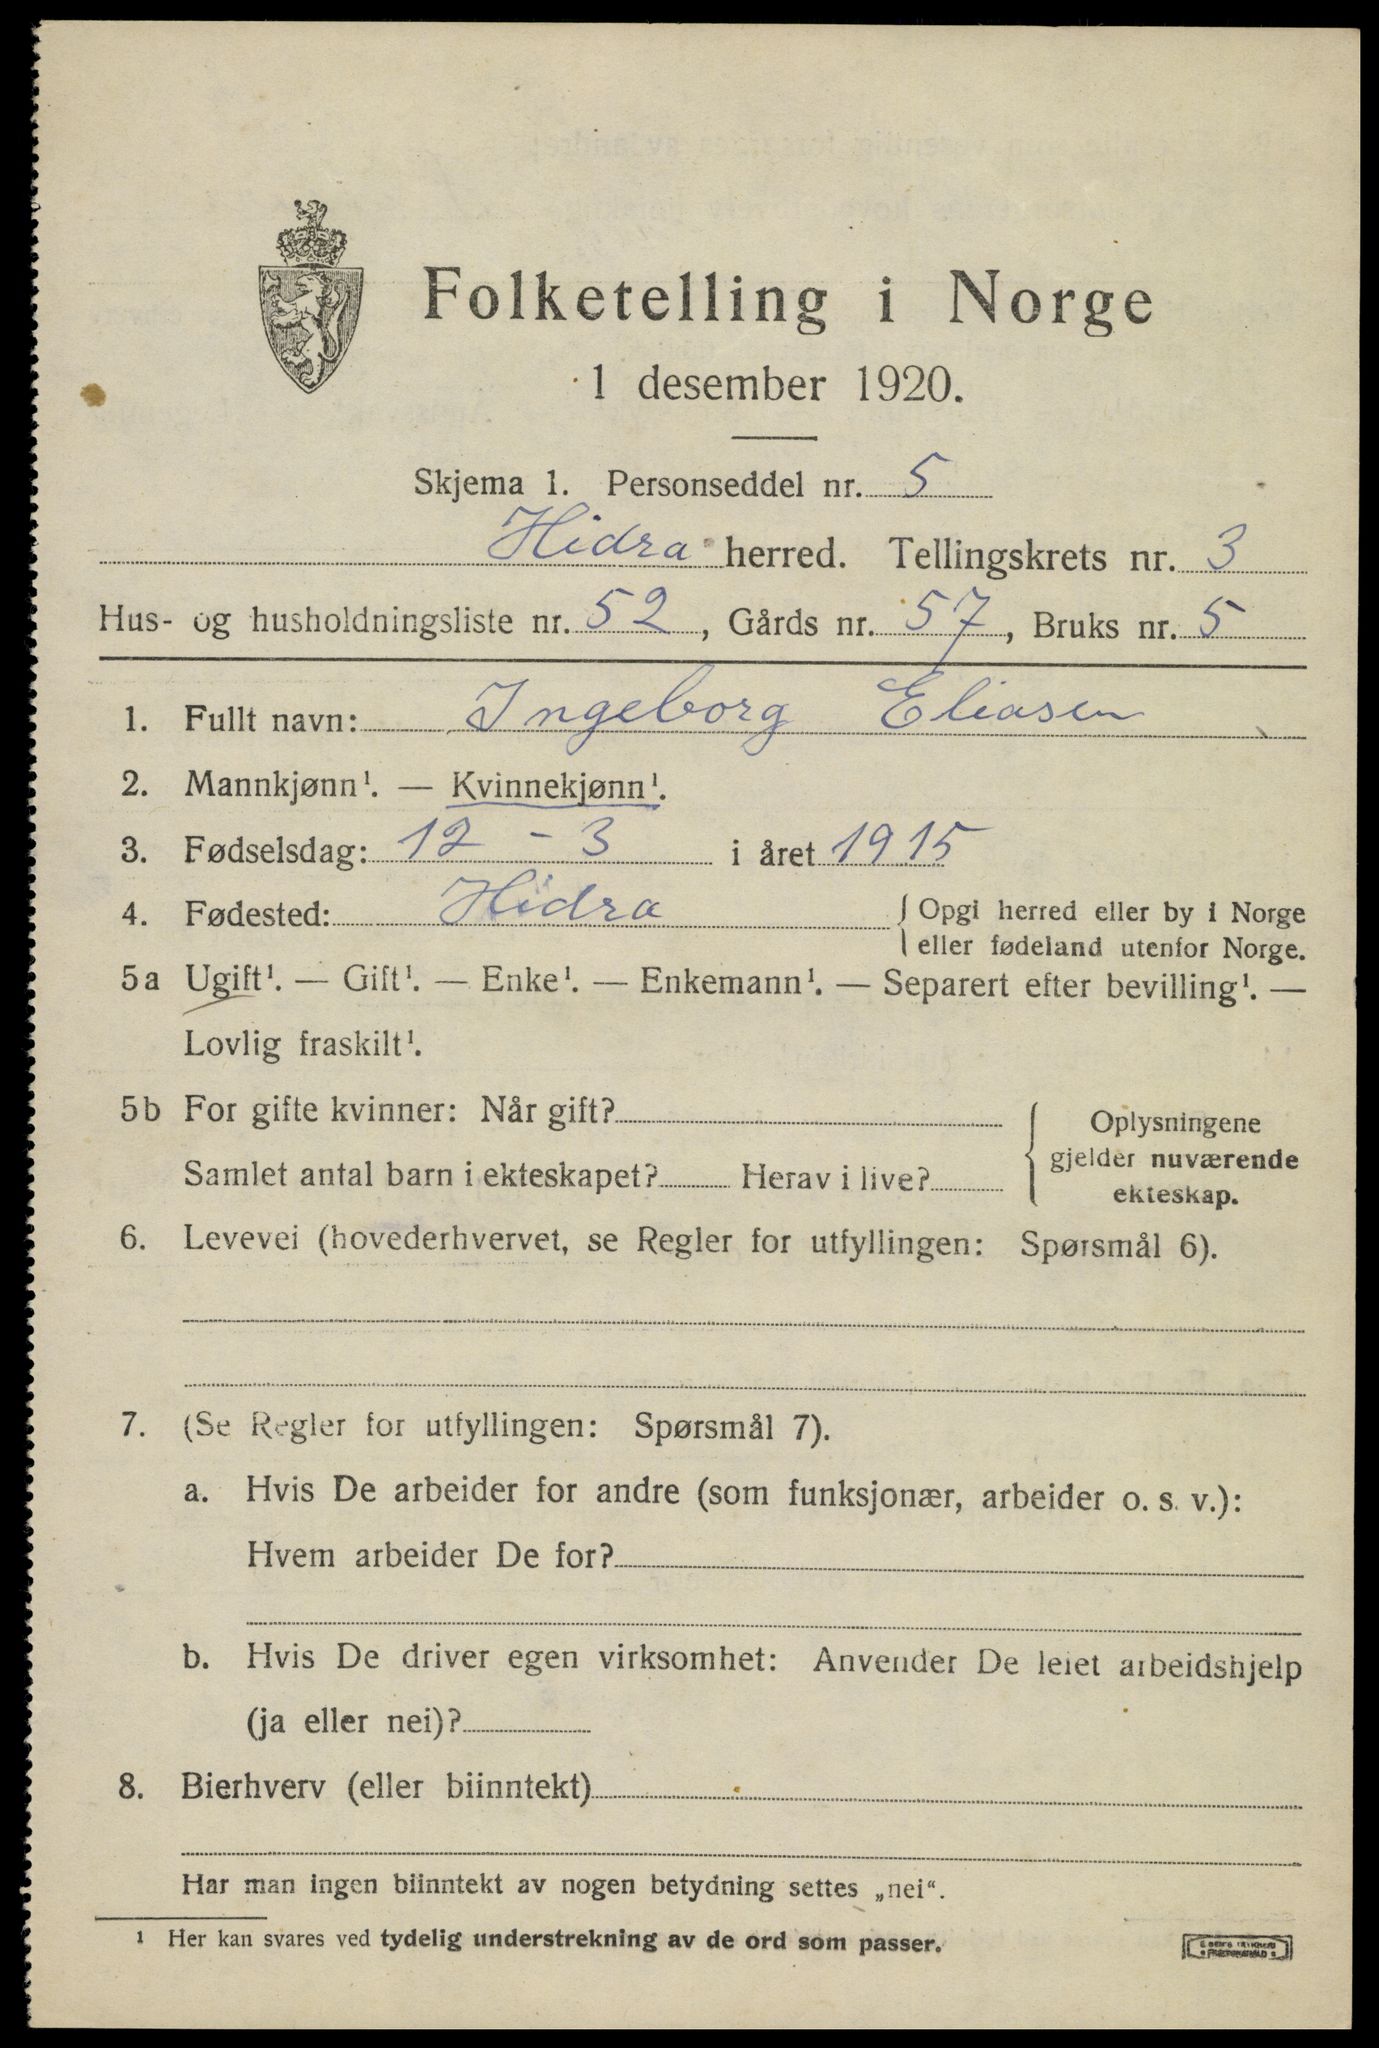 Folketelling i Norge
1 desember 1920.
Skjema 1. Personseddel nr. 5
Hidra herred. Tellingskrets nr. 3
Hus- og husholdningsliste nr. 52, Gårds nr. 57, Bruks nr. 5
1. Fullt navn: Ingeborg Eliasen
2. Mannkjønn¹. — Kvinnekjønn¹.
3. Fødselsdag: 12 - 3 i året 1915
4. Fødested: Hidra { Opgi herred eller by i Norge
eller fødeland utenfor Norge.
5a Ugift¹. — Gift¹. — Enke¹. — Enkemann¹. — Separert efter bevilling¹. —
Lovlig fraskilt¹.
5b For gifte kvinner: Når gift?
Samlet antal barn i ekteskapet? Herav i live?
Oplysningene
gjelder nuværende
ekteskap.
6. Levevei (hovederhvervet, se Regler for utfyllingen: Spørsmål 6).
7. (Se Regler for utfyllingen: Spørsmål 7).
a. Hvis De arbeider for andre (som funksjonær, arbeider o. s. v.):
Hvem arbeider De for?
b. Hvis De driver egen virksomhet: Anvender De leiet arbeidshjelp
(ja eller nei)?
8. Bierhverv (eller biinntekt)
Har man ingen biinntekt av nogen betydning settes „nei“.
1 Her kan svares ved tydelig understrekning av de ord som passer.